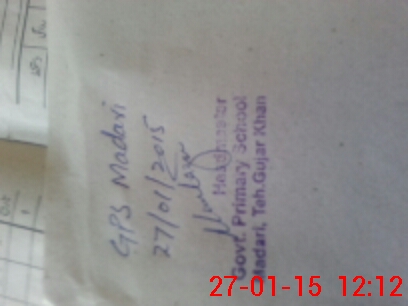 GPS Madari
27/01/2015
Headmaster
Govt. Primary School
Madari, Teh.Gujar Khan
27-01-15 12:12